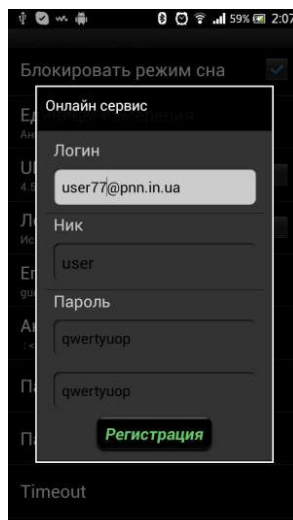 59% 2:07
Блокировать режим сна
Онлайн сервис
Логин
user77@pnn.in.ua
Ник
user
Пароль
qwertyuop
qwertyuop
Регистрация
Timeout